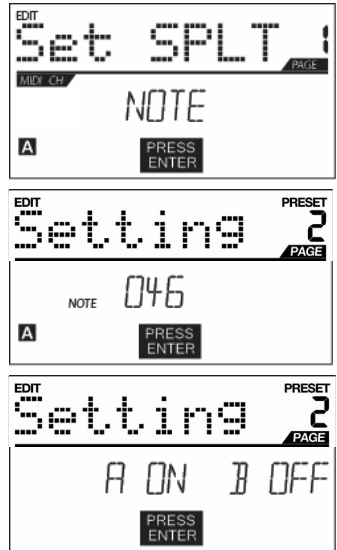 EDIT
Set SPLT 1
PAGE
MIDI CH
NOTE
A
PRESS
ENTER
EDIT
PRESET
Setting 2
PAGE
NOTE 046
A
PRESS
ENTER
EDIT
PRESET
Setting 2
PAGE
A ON B OFF
PRESS
ENTER